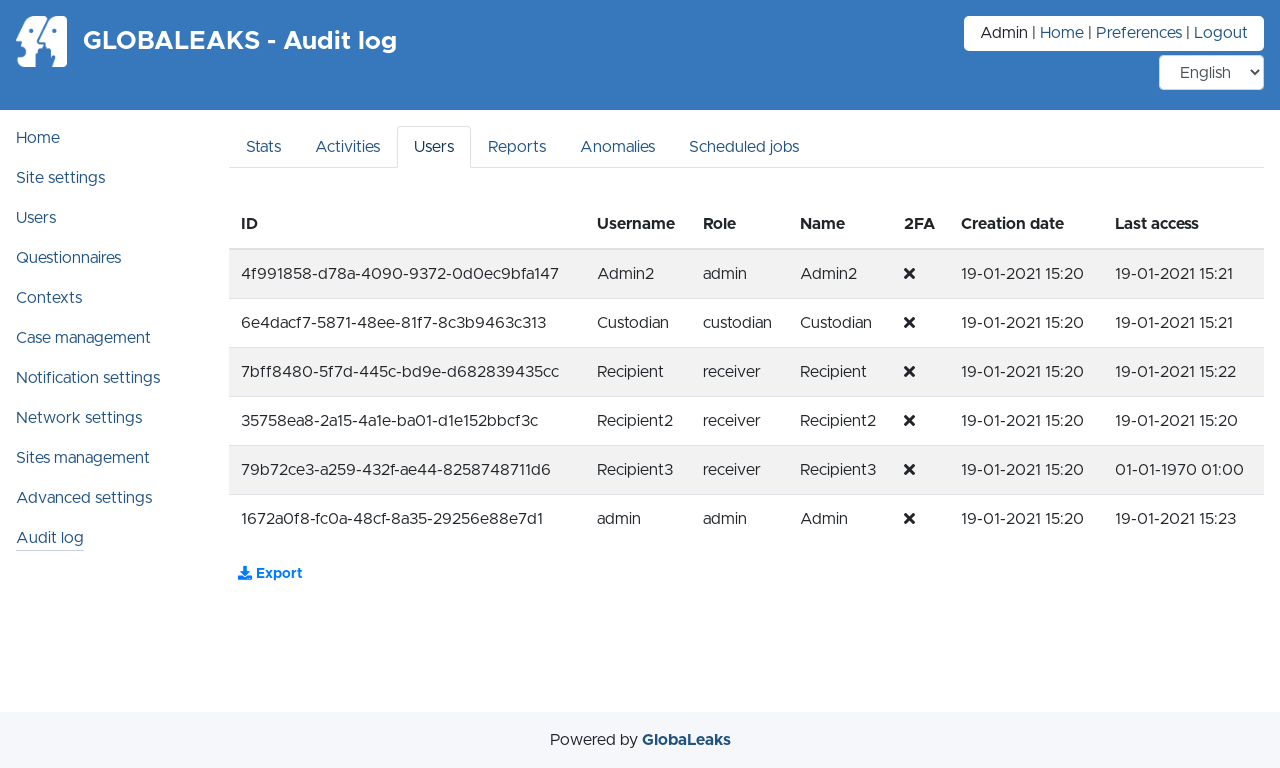 GLOBALEAKS - Audit log
Admin | Home | Preferences | Logout
English
Home
Site settings
Users
Questionnaires
Contexts
Case management
Notification settings
Network settings
Sites management
Advanced settings
Audit log
Stats Activities Users Reports Anomalies Scheduled jobs
ID Username Role Name 2FA Creation date Last access
4f991858-d78a-4090-9372-0d0ec9bfa147 Admin2 admin Admin2 19-01-2021 15:20 19-01-2021 15:21
6e4dacf7-5871-48ee-81f7-8c3b9463c313 Custodian custodian Custodian 19-01-2021 15:20 19-01-2021 15:21
7bff8480-5f7d-445c-bd9e-d682839435cc Recipient receiver Recipient 19-01-2021 15:20 19-01-2021 15:22
35758ea8-2a15-4a1e-ba01-d1e152bbcf3c Recipient2 receiver Recipient2 19-01-2021 15:20 19-01-2021 15:20
79b72ce3-a259-432f-ae44-8258748711d6 Recipient3 receiver Recipient3 19-01-2021 15:20 01-01-1970 01:00
1672a0f8-fc0a-48cf-8a35-29256e88e7d1 admin admin Admin 19-01-2021 15:20 19-01-2021 15:23
Export
Powered by GlobaLeaks